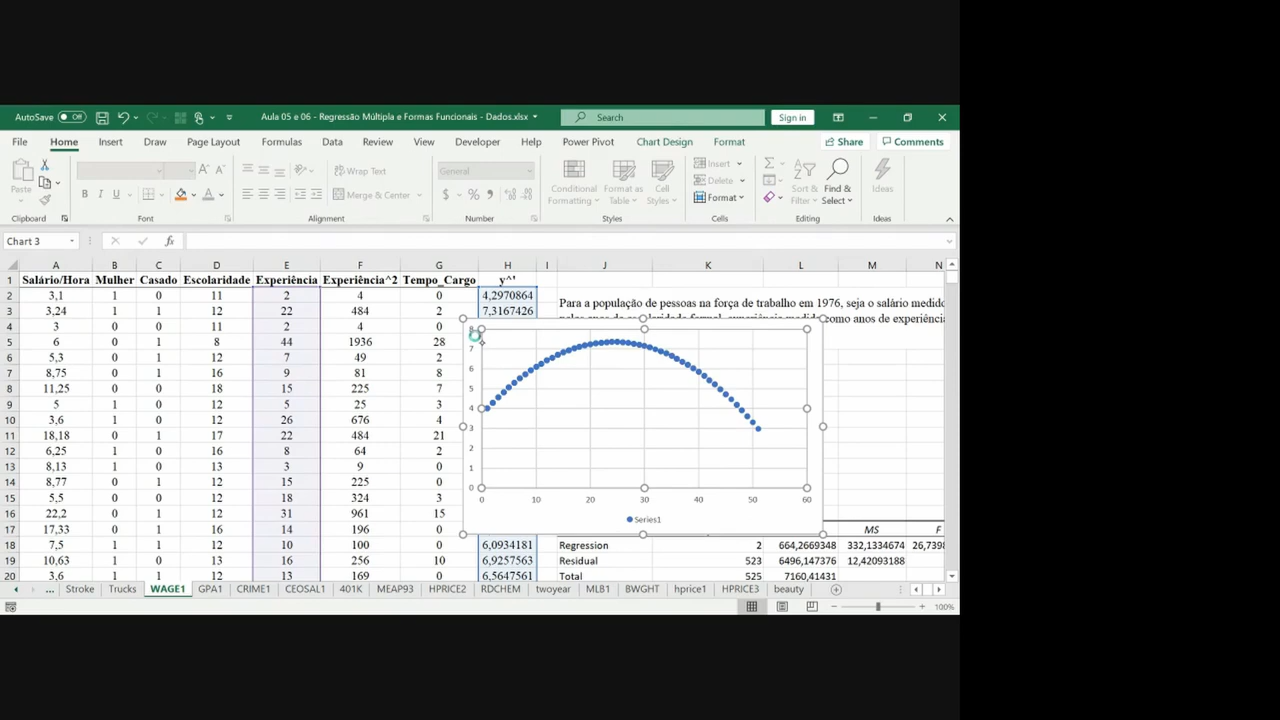 AutoSave Off Aula 05 e 06 - Regressão Múltipla e Formas Funcionais - Dados.xlsx Search Sign in
File Home Insert Draw Page Layout Formulas Data Review View Developer Help Power Pivot Chart Design Format Share Comments
Paste B I U A A Wrap Text Merge & Center General $ % Conditional Formatting Format as Table Cell Styles Insert Delete Format Sort & Filter Find & Select Ideas
Clipboard Font Alignment Number Styles Cells Editing Ideas
Chart 3 fx
A B C D E F G H I J K L M N
1 Salário/Hora Mulher Casado Escolaridade Experiência Experiência^2 Tempo_Cargo y^'
2 3,1 1 0 11 2 4 0 4,2970864 Para a população de pessoas na força de trabalho em 1976, seja o salário medido
3 3,24 1 1 12 22 484 2 7,3167426 como anos de experiência
4 3 0 0 11 2 4 0
5 6 0 1 8 44 1936 28
6 5,3 0 1 12 7 49 2
7 8,75 0 1 16 9 81 8
8 11,25 0 0 18 15 225 7
9 5 1 0 12 5 25 3
10 3,6 1 0 12 26 676 4
11 18,18 0 1 17 22 484 21
12 6,25 1 0 16 8 64 2
13 8,13 1 0 13 3 9 0
14 8,77 0 1 12 15 225 0
15 5,5 0 0 12 18 324 3
16 22,2 0 1 12 31 961 15
17 17,33 0 1 16 14 196 0 MS F
18 7,5 1 1 12 10 100 0 6,0934181 Regression 2 664,2669348 332,1334674 26,7398
19 10,63 1 0 13 16 256 10 6,9257563 Residual 523 6496,147376 12,42093188
20 3,6 1 1 12 13 169 0 6,5647561 Total 525 7160,41431
8
7
6
5
4
3
2
1
0
0 10 20 30 40 50 60
Series1
... Stroke Trucks WAGE1 GPA1 CRIME1 CEOSAL1 401K MEAP93 HPRICE2 RDCHEM twoyear MLB1 BWGHT hprice1 HPRICE3 beauty
100%